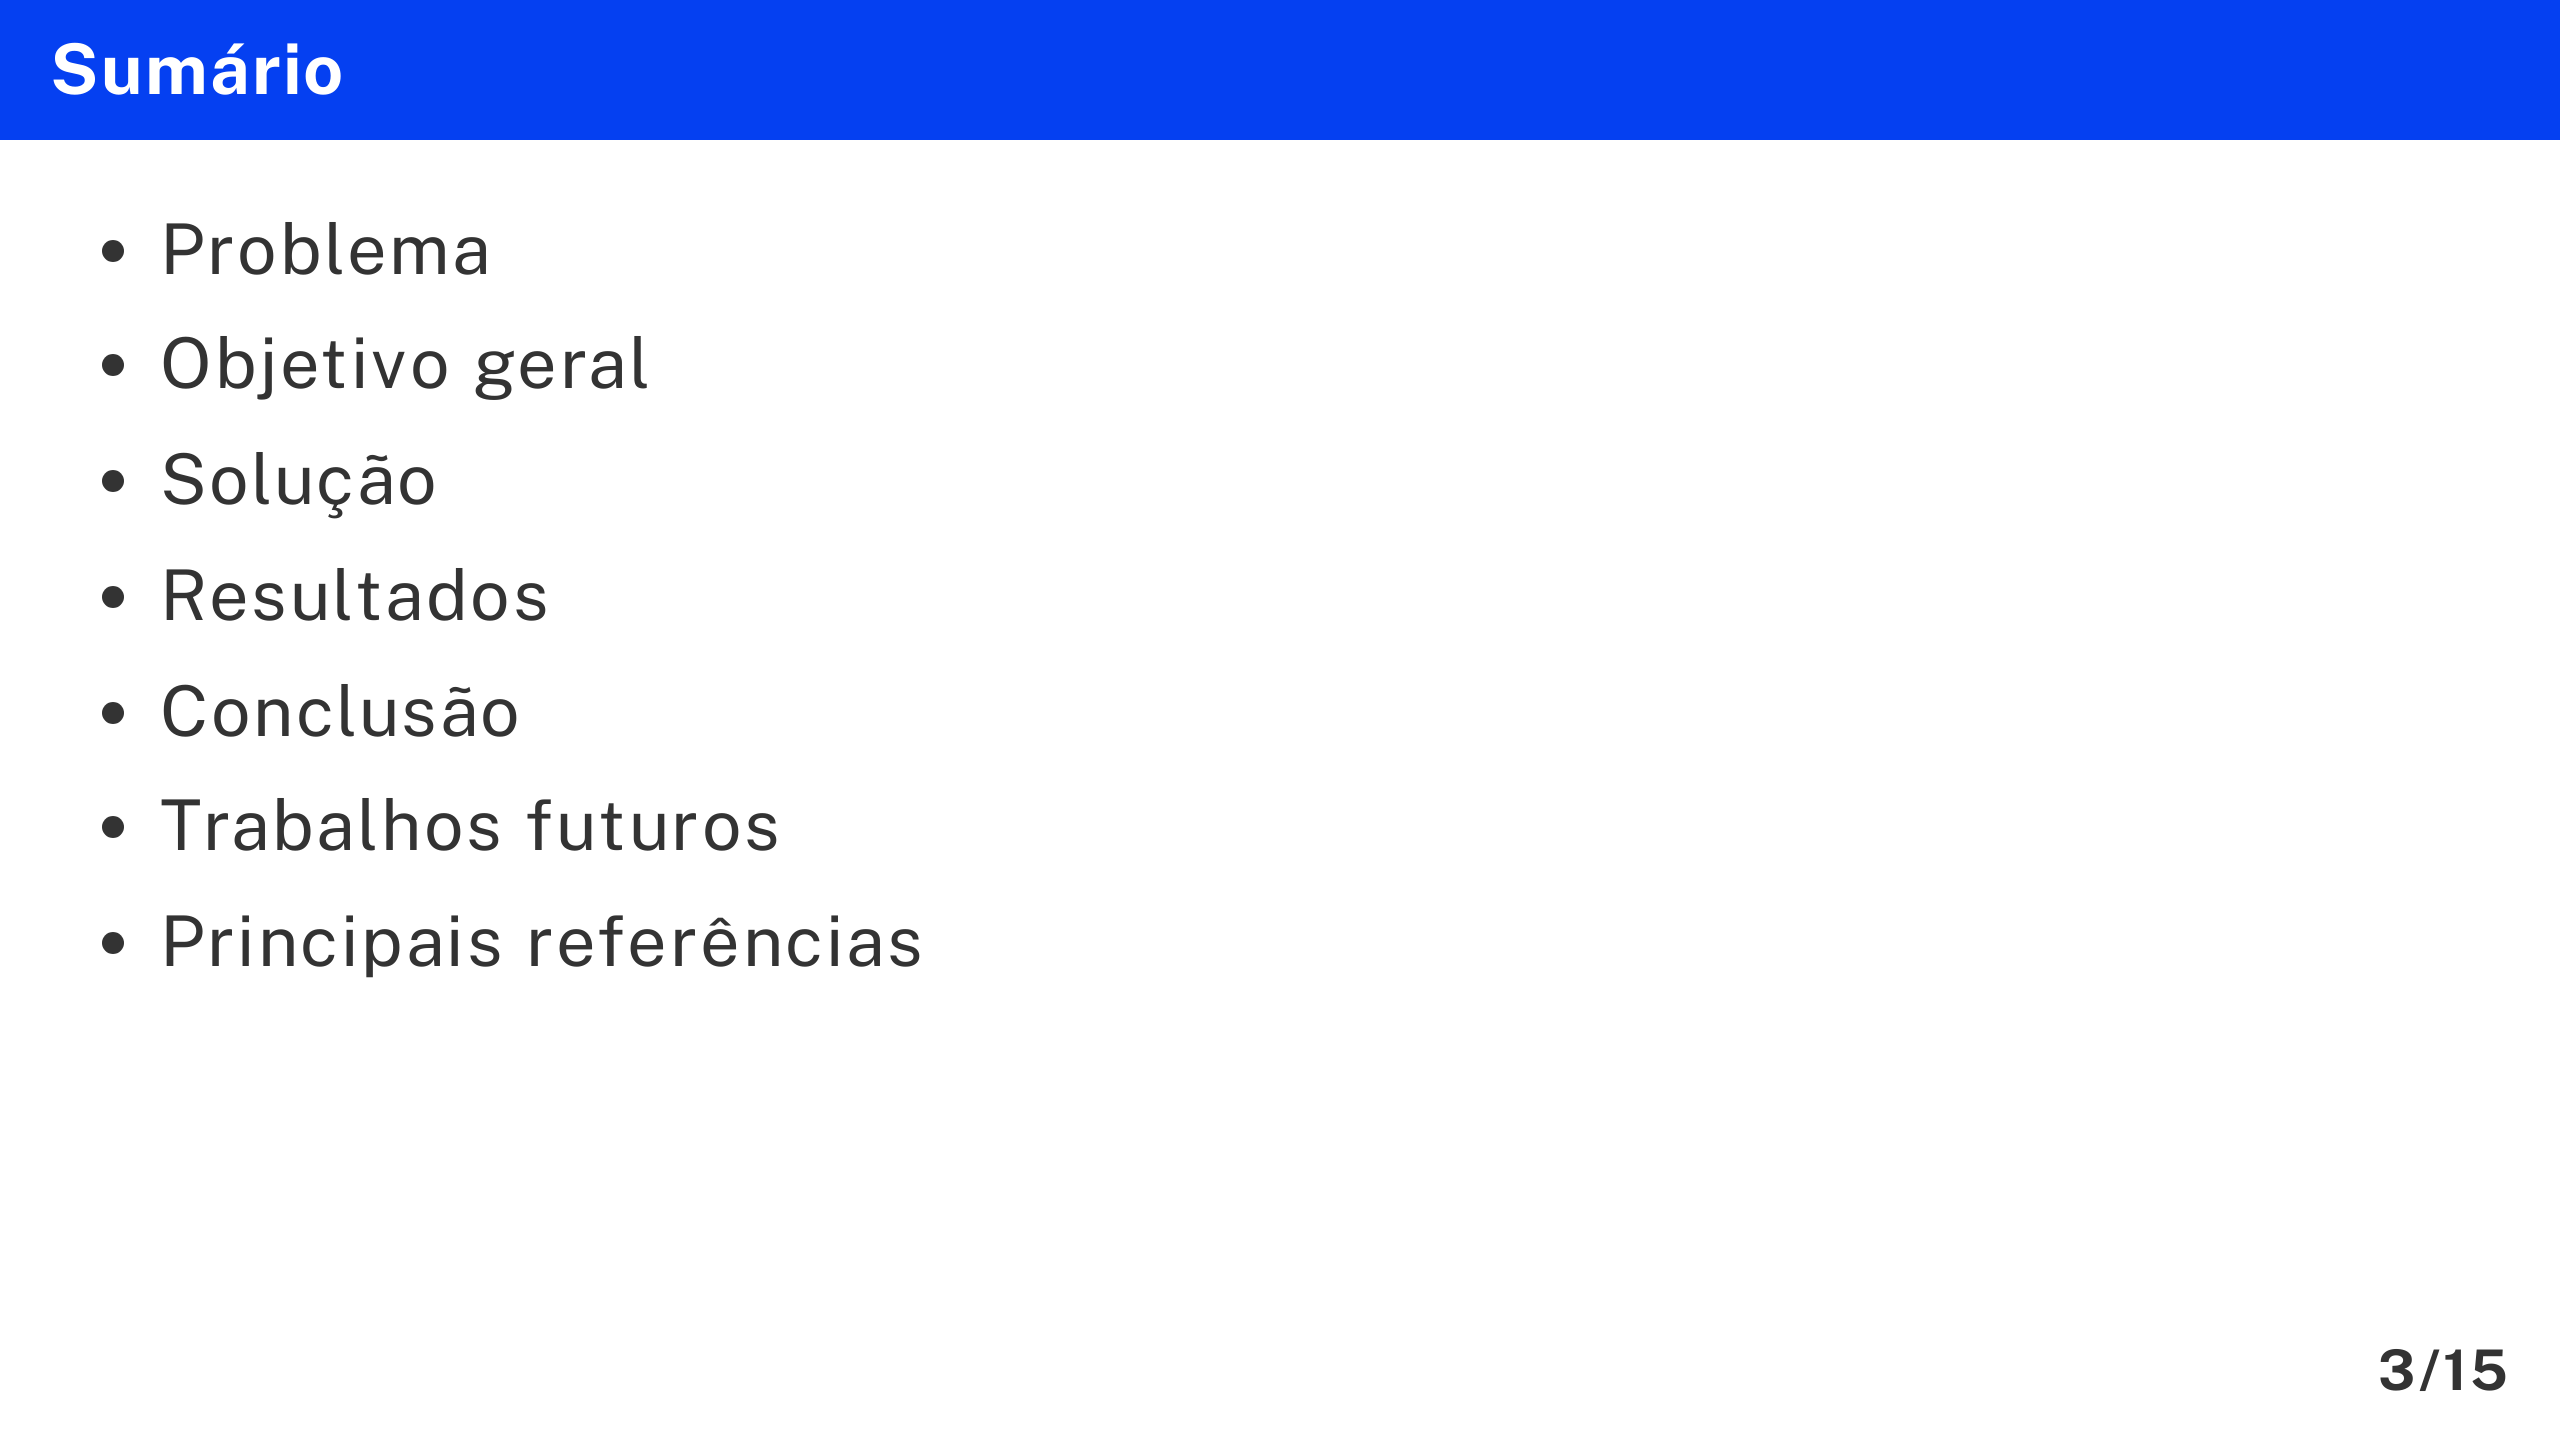 Sumário
• Problema
• Objetivo geral
• Solução
• Resultados
• Conclusão
• Trabalhos futuros
• Principais referências
3/15